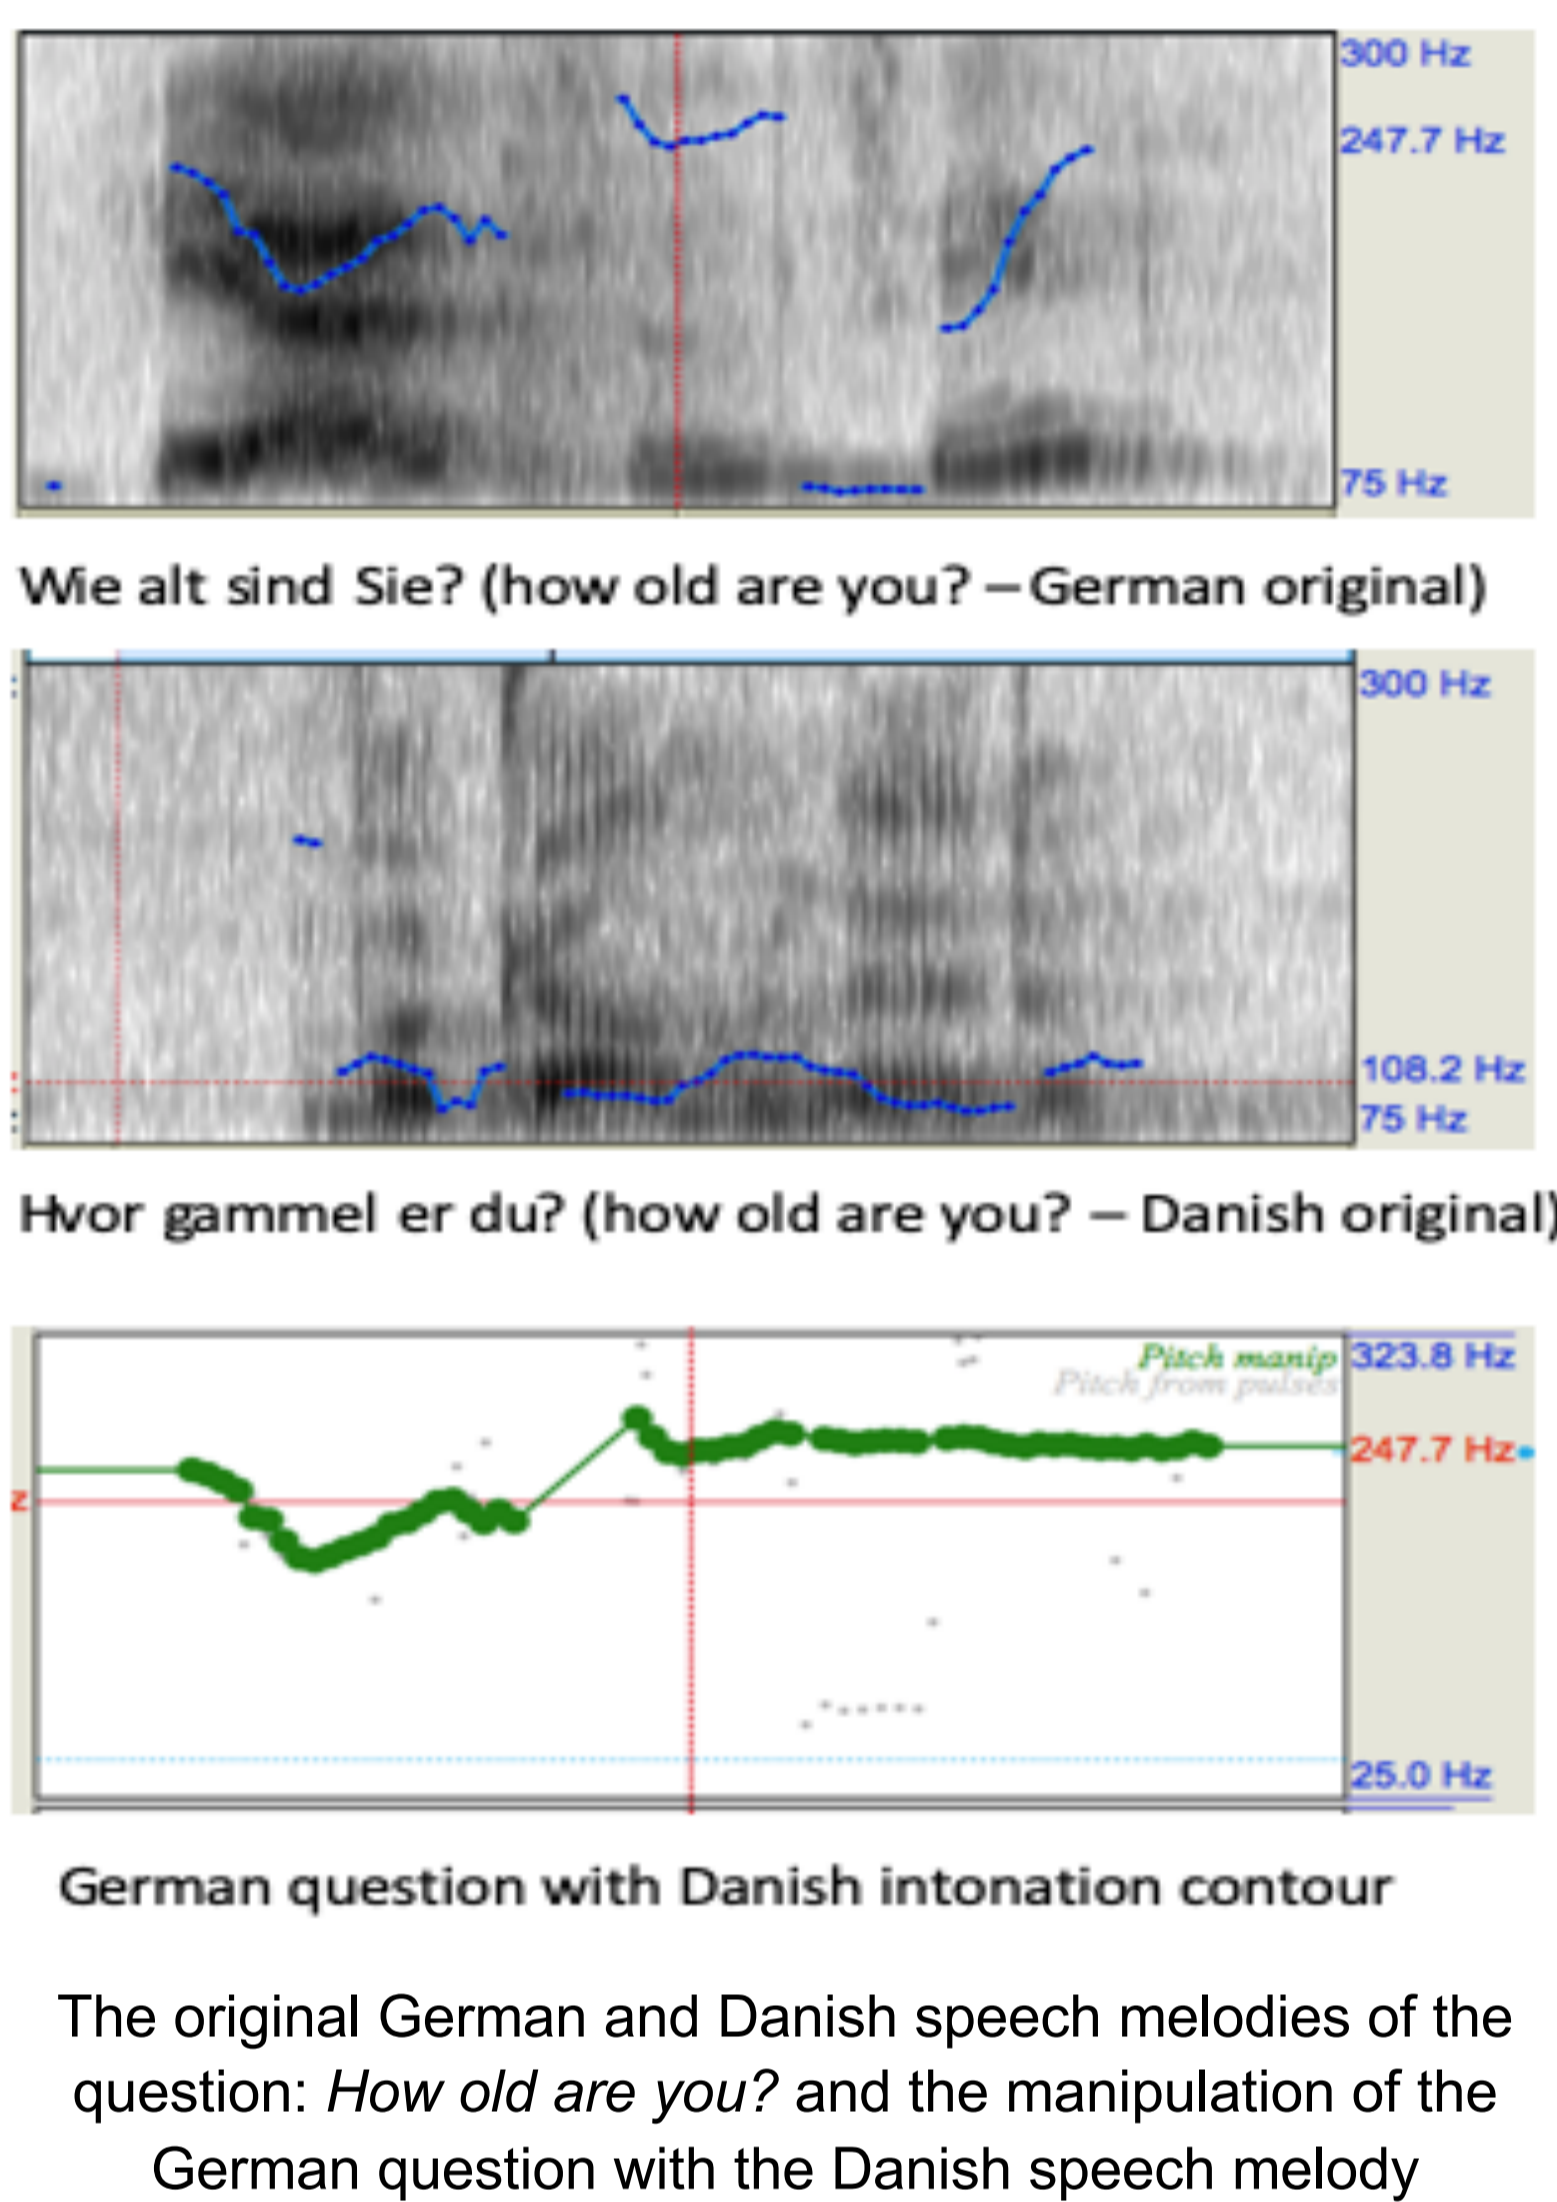 300 Hz
247.7 Hz
75 Hz
Wie alt sind Sie? (how old are you? – German original)
300 Hz
108.2 Hz
75 Hz
Hvor gammel er du? (how old are you? – Danish original)
Pitch manip
Pitch from pulses
323.8 Hz
247.7 Hz
z
25.0 Hz
German question with Danish intonation contour
The original German and Danish speech melodies of the
question: How old are you? and the manipulation of the
German question with the Danish speech melody